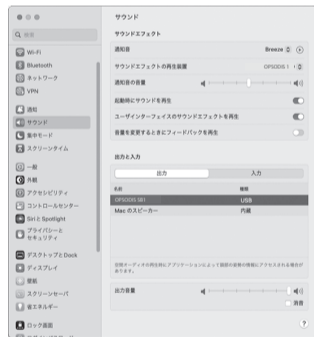 サウンド
検索
Wi-Fi
Bluetooth
ネットワーク
VPN
通知
サウンド
集中モード
スクリーンタイム
一般
外観
アクセシビリティ
コントロールセンター
Siri と Spotlight
プライバシーと
セキュリティ
デスクトップと Dock
ディスプレイ
壁紙
スクリーンセーバ
省エネルギー
ロック画面
サウンドエフェクト
通知音 Breeze
サウンドエフェクトの再生装置 OPSODIS 1
通知音の音量
起動時にサウンドを再生
ユーザインターフェイスのサウンドエフェクトを再生
音量を変更するときにフィードバックを再生
出力と入力
出力 入力
名前 種類
USB
Mac のスピーカー 内蔵
出力音量
消音
?